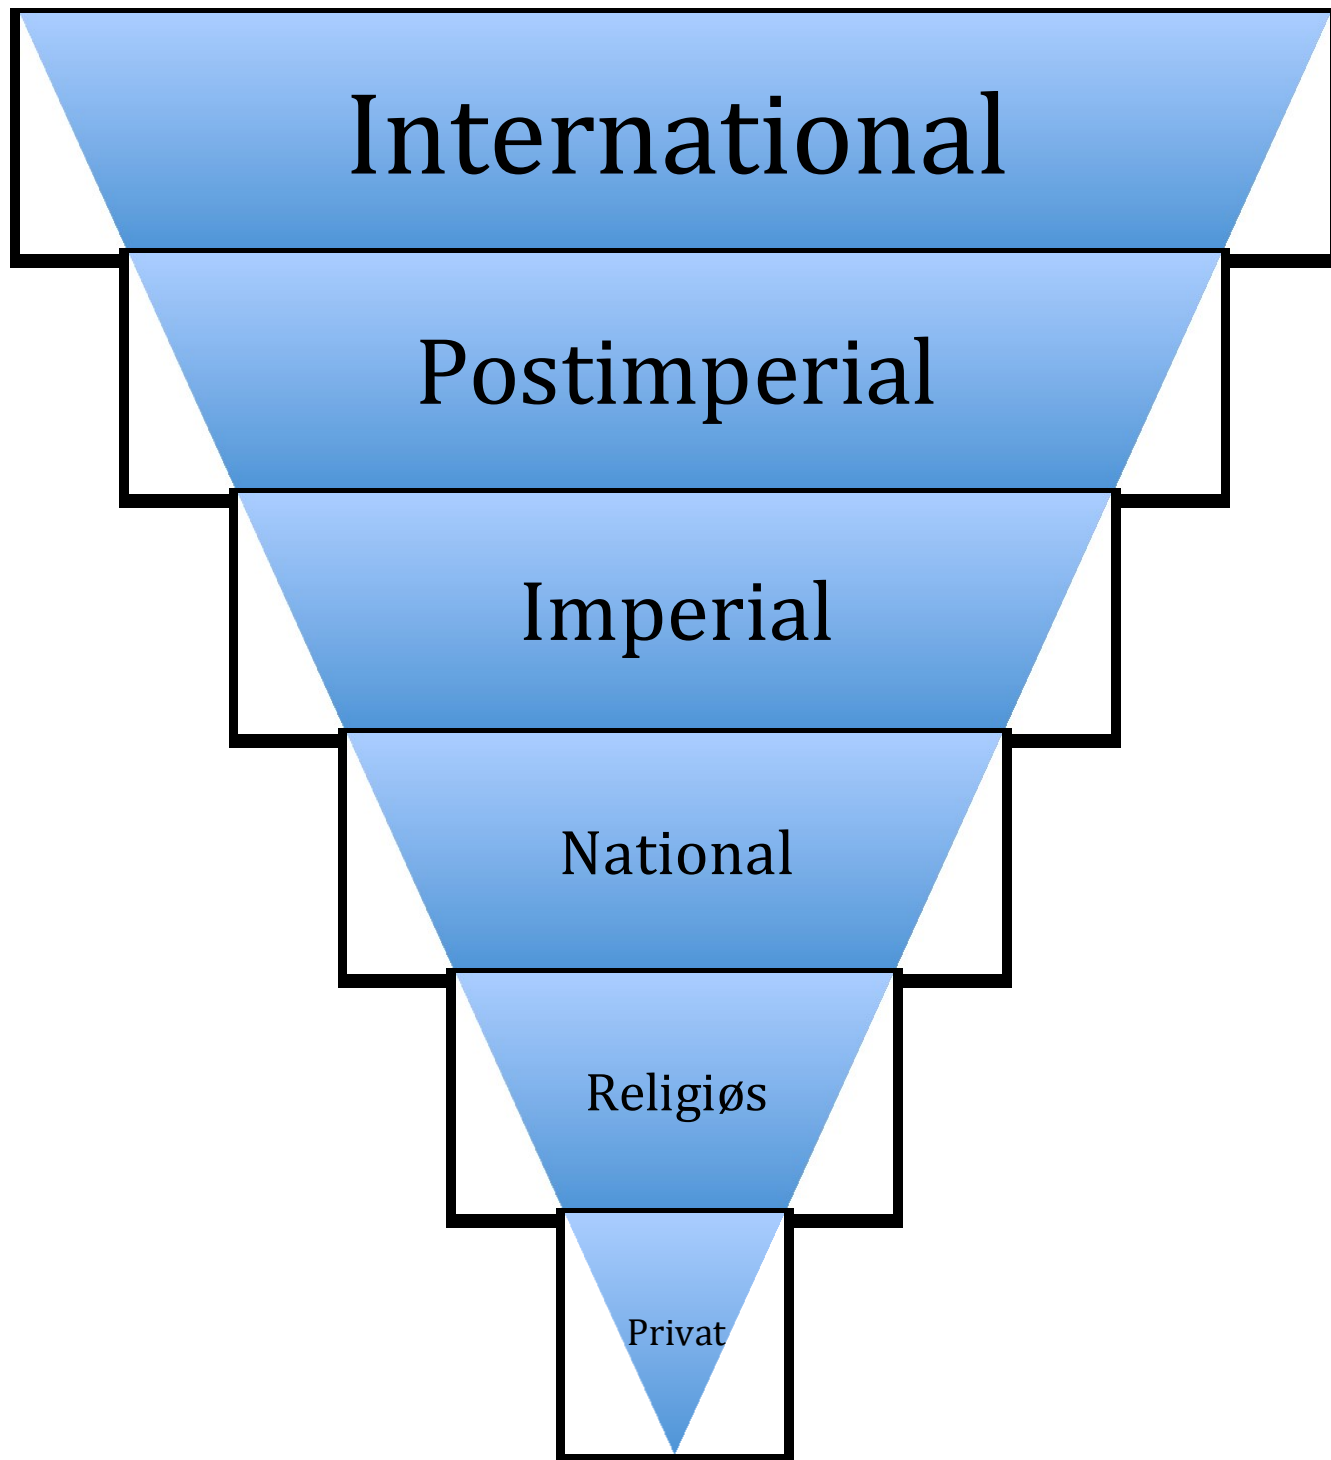 International
Postimperial
Imperial
National
Religiøs
Privat